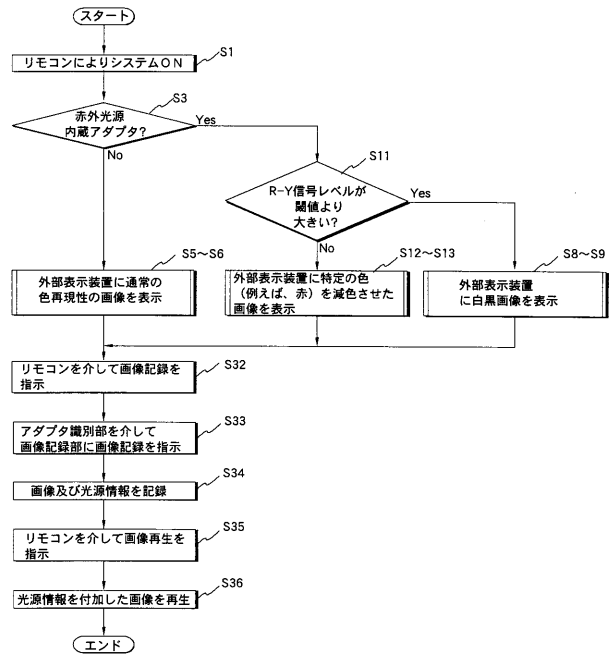 スタート
リモコンによりシステムON
S1
赤外光源
内蔵アダプタ?
S3
Yes
No
R-Y信号レベルが
閾値より
大きい?
S11
Yes
No
外部表示装置に通常の
色再現性の画像を表示
S5～S6
外部表示装置に特定の色
(例えば、赤)を減色させた
画像を表示
S12～S13
外部表示装置
に白黒画像を表示
S8～S9
リモコンを介して画像記録を
指示
S32
アダプタ識別部を介して
画像記録部に画像記録を指示
S33
画像及び光源情報を記録
S34
リモコンを介して画像再生を
指示
S35
光源情報を付加した画像を再生
S36
エンド